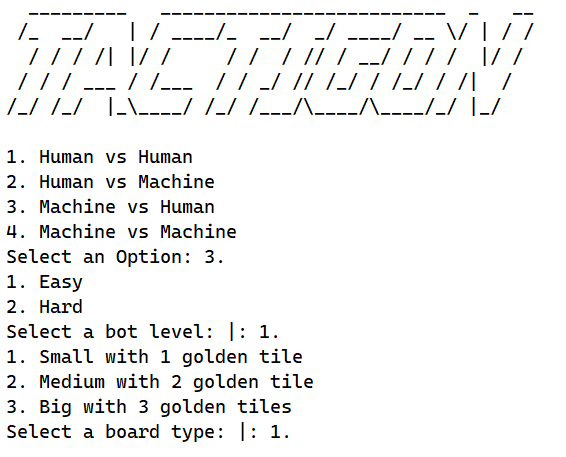 TACTIGON
1. Human vs Human
2. Human vs Machine
3. Machine vs Human
4. Machine vs Machine
Select an Option: 3.
1. Easy
2. Hard
Select a bot level: |: 1.
1. Small with 1 golden tile
2. Medium with 2 golden tile
3. Big with 3 golden tiles
Select a board type: |: 1.